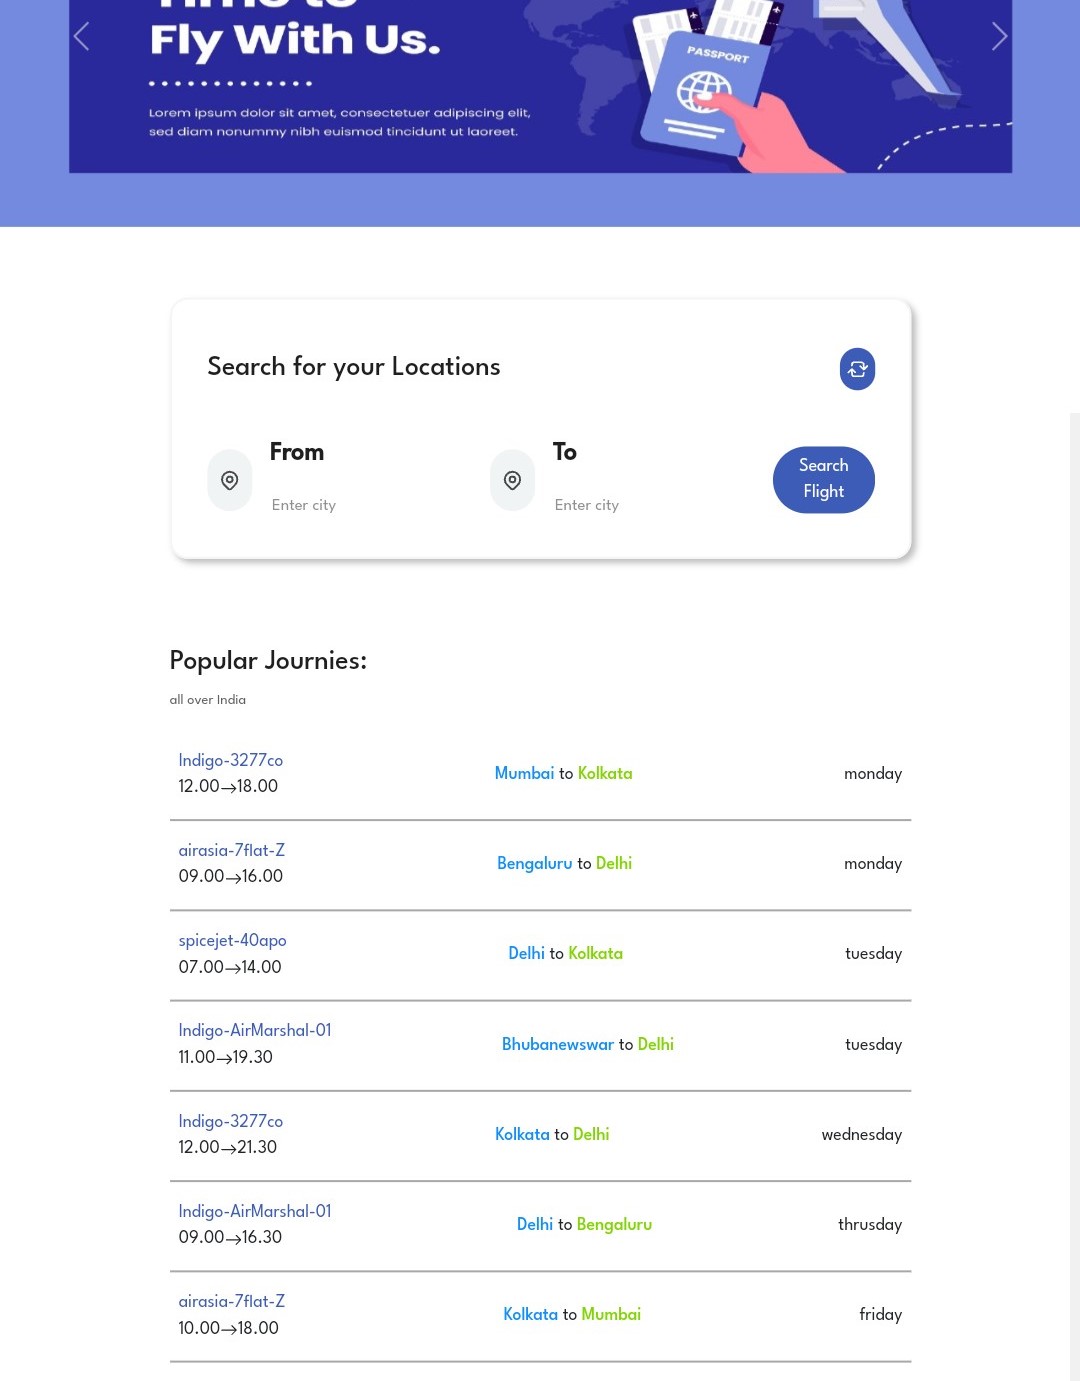 Time to
Fly With Us.
Lorem ipsum dolor sit amet, consectetuer adipiscing elit,
sed diam nonummy nibh euismod tincidunt ut laoreet.
PASSPORT
Search for your Locations
From
To
Enter city
Enter city
Search
Flight
Popular Journies:
all over India
Indigo-3277co
12.00→18.00
Mumbai to Kolkata
monday
airasia-7flat-Z
09.00→16.00
Bengaluru to Delhi
monday
spicejet-40apo
07.00→14.00
Delhi to Kolkata
tuesday
Indigo-AirMarshal-01
11.00→19.30
Bhubanewswar to Delhi
tuesday
Indigo-3277co
12.00→21.30
Kolkata to Delhi
wednesday
Indigo-AirMarshal-01
09.00→16.30
Delhi to Bengaluru
thrusday
airasia-7flat-Z
10.00→18.00
Kolkata to Mumbai
friday